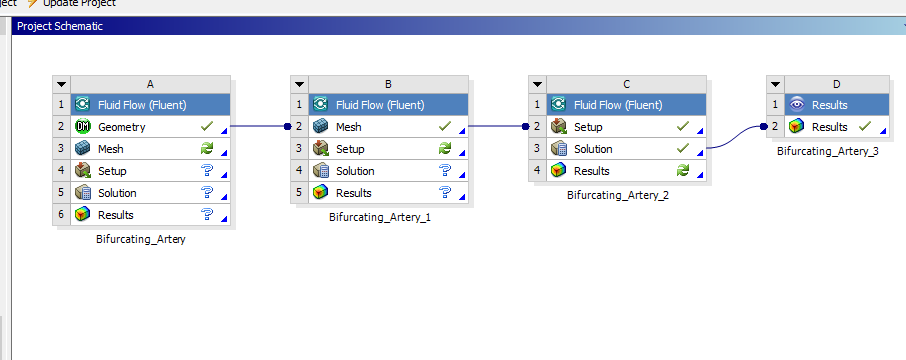 ject Update Project
Project Schematic
A
1 Fluid Flow (Fluent)
2 DM Geometry
3 Mesh
4 Setup ?
5 Solution ?
6 Results ?
Bifurcating_Artery
B
1 Fluid Flow (Fluent)
2 Mesh
3 Setup
4 Solution ?
5 Results ?
Bifurcating_Artery_1
C
1 Fluid Flow (Fluent)
2 Setup
3 Solution
4 Results
Bifurcating_Artery_2
D
1 Results
2 Results
Bifurcating_Artery_3